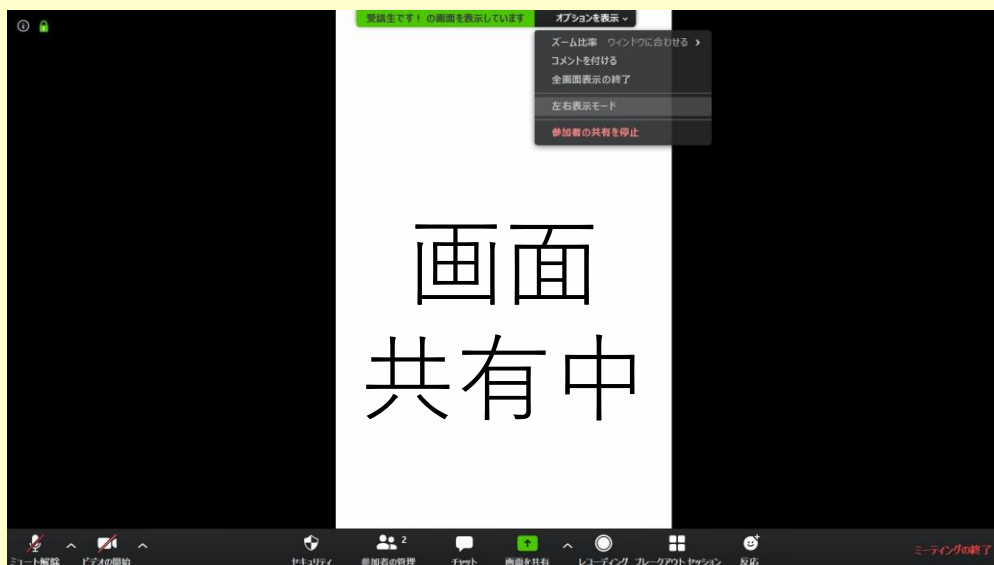 受講生です! の画面を表示しています
オプションを表示
ズーム比率 ウィンドウに合わせる
コメントを付ける
全画面表示の終了
左右表示モード
参加者の共有を停止
画面
共有中
ミュート解除 ビデオの開始 セキュリティ 参加者の管理 2 チャット 画面を共有 レコーディング ブレークアウト セッション 反応 ミーティングの終了